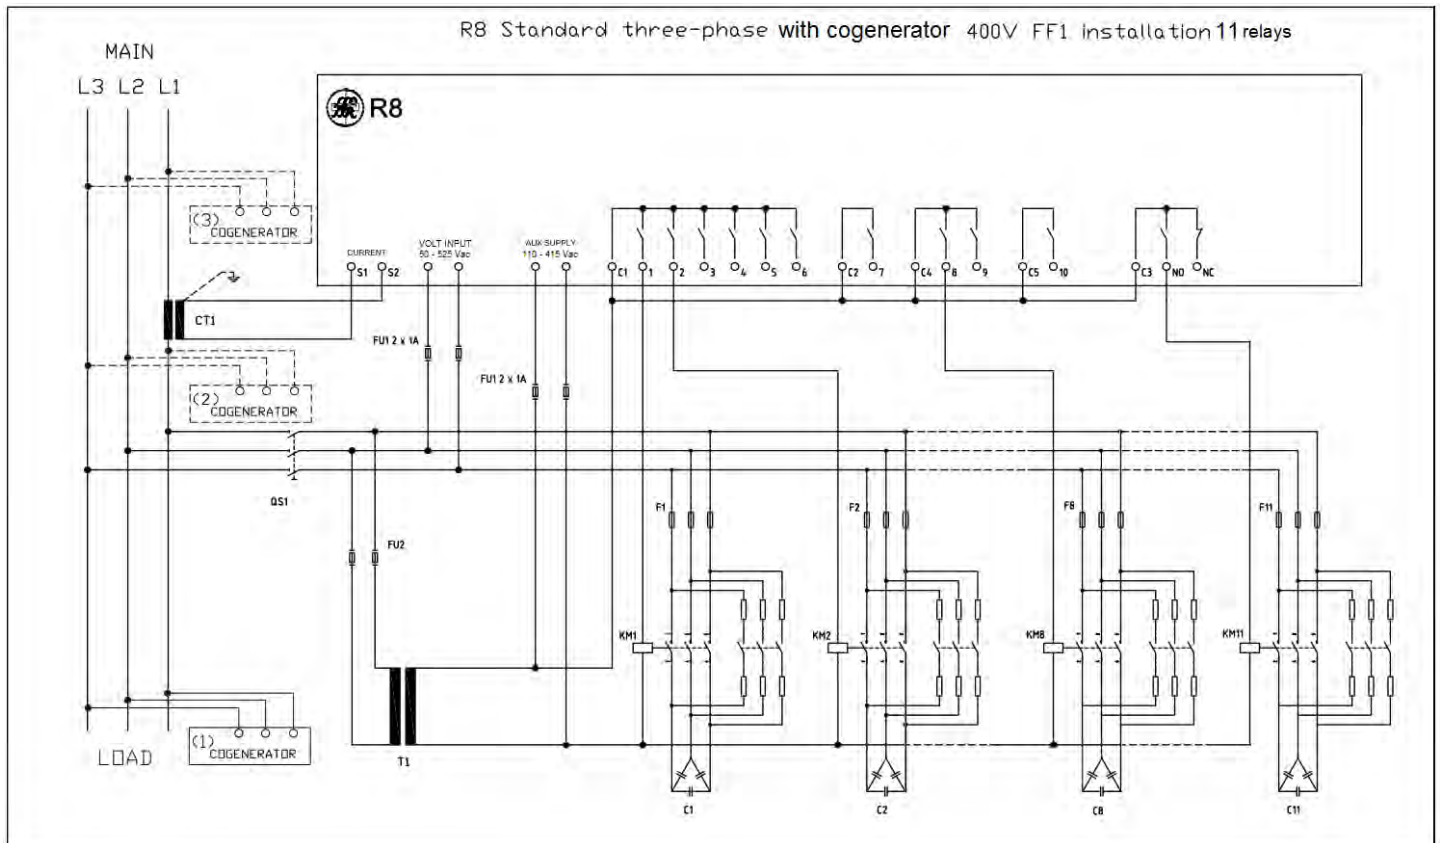 R8 Standard three-phase with cogenerator 400V FF1 installation 11 relays
MAIN
L3 L2 L1
R8
(3)
COGENERATOR
CURRENT
VOLT INPUT
50 - 525 Vac
AUX SUPPLY
110 - 415 Vac
S1 S2 C1 1 2 3 4 5 6 C2 7 C4 8 9 C5 10 C3 NO NC
CT1
FU1 2 x 1A
FU1 2 x 1A
(2)
COGENERATOR
QS1
F1 F2 F8 F11
FU2
KM1 KM2 KM8 KM11
(1)
COGENERATOR
LOAD
T1
C1 C2 C8 C11